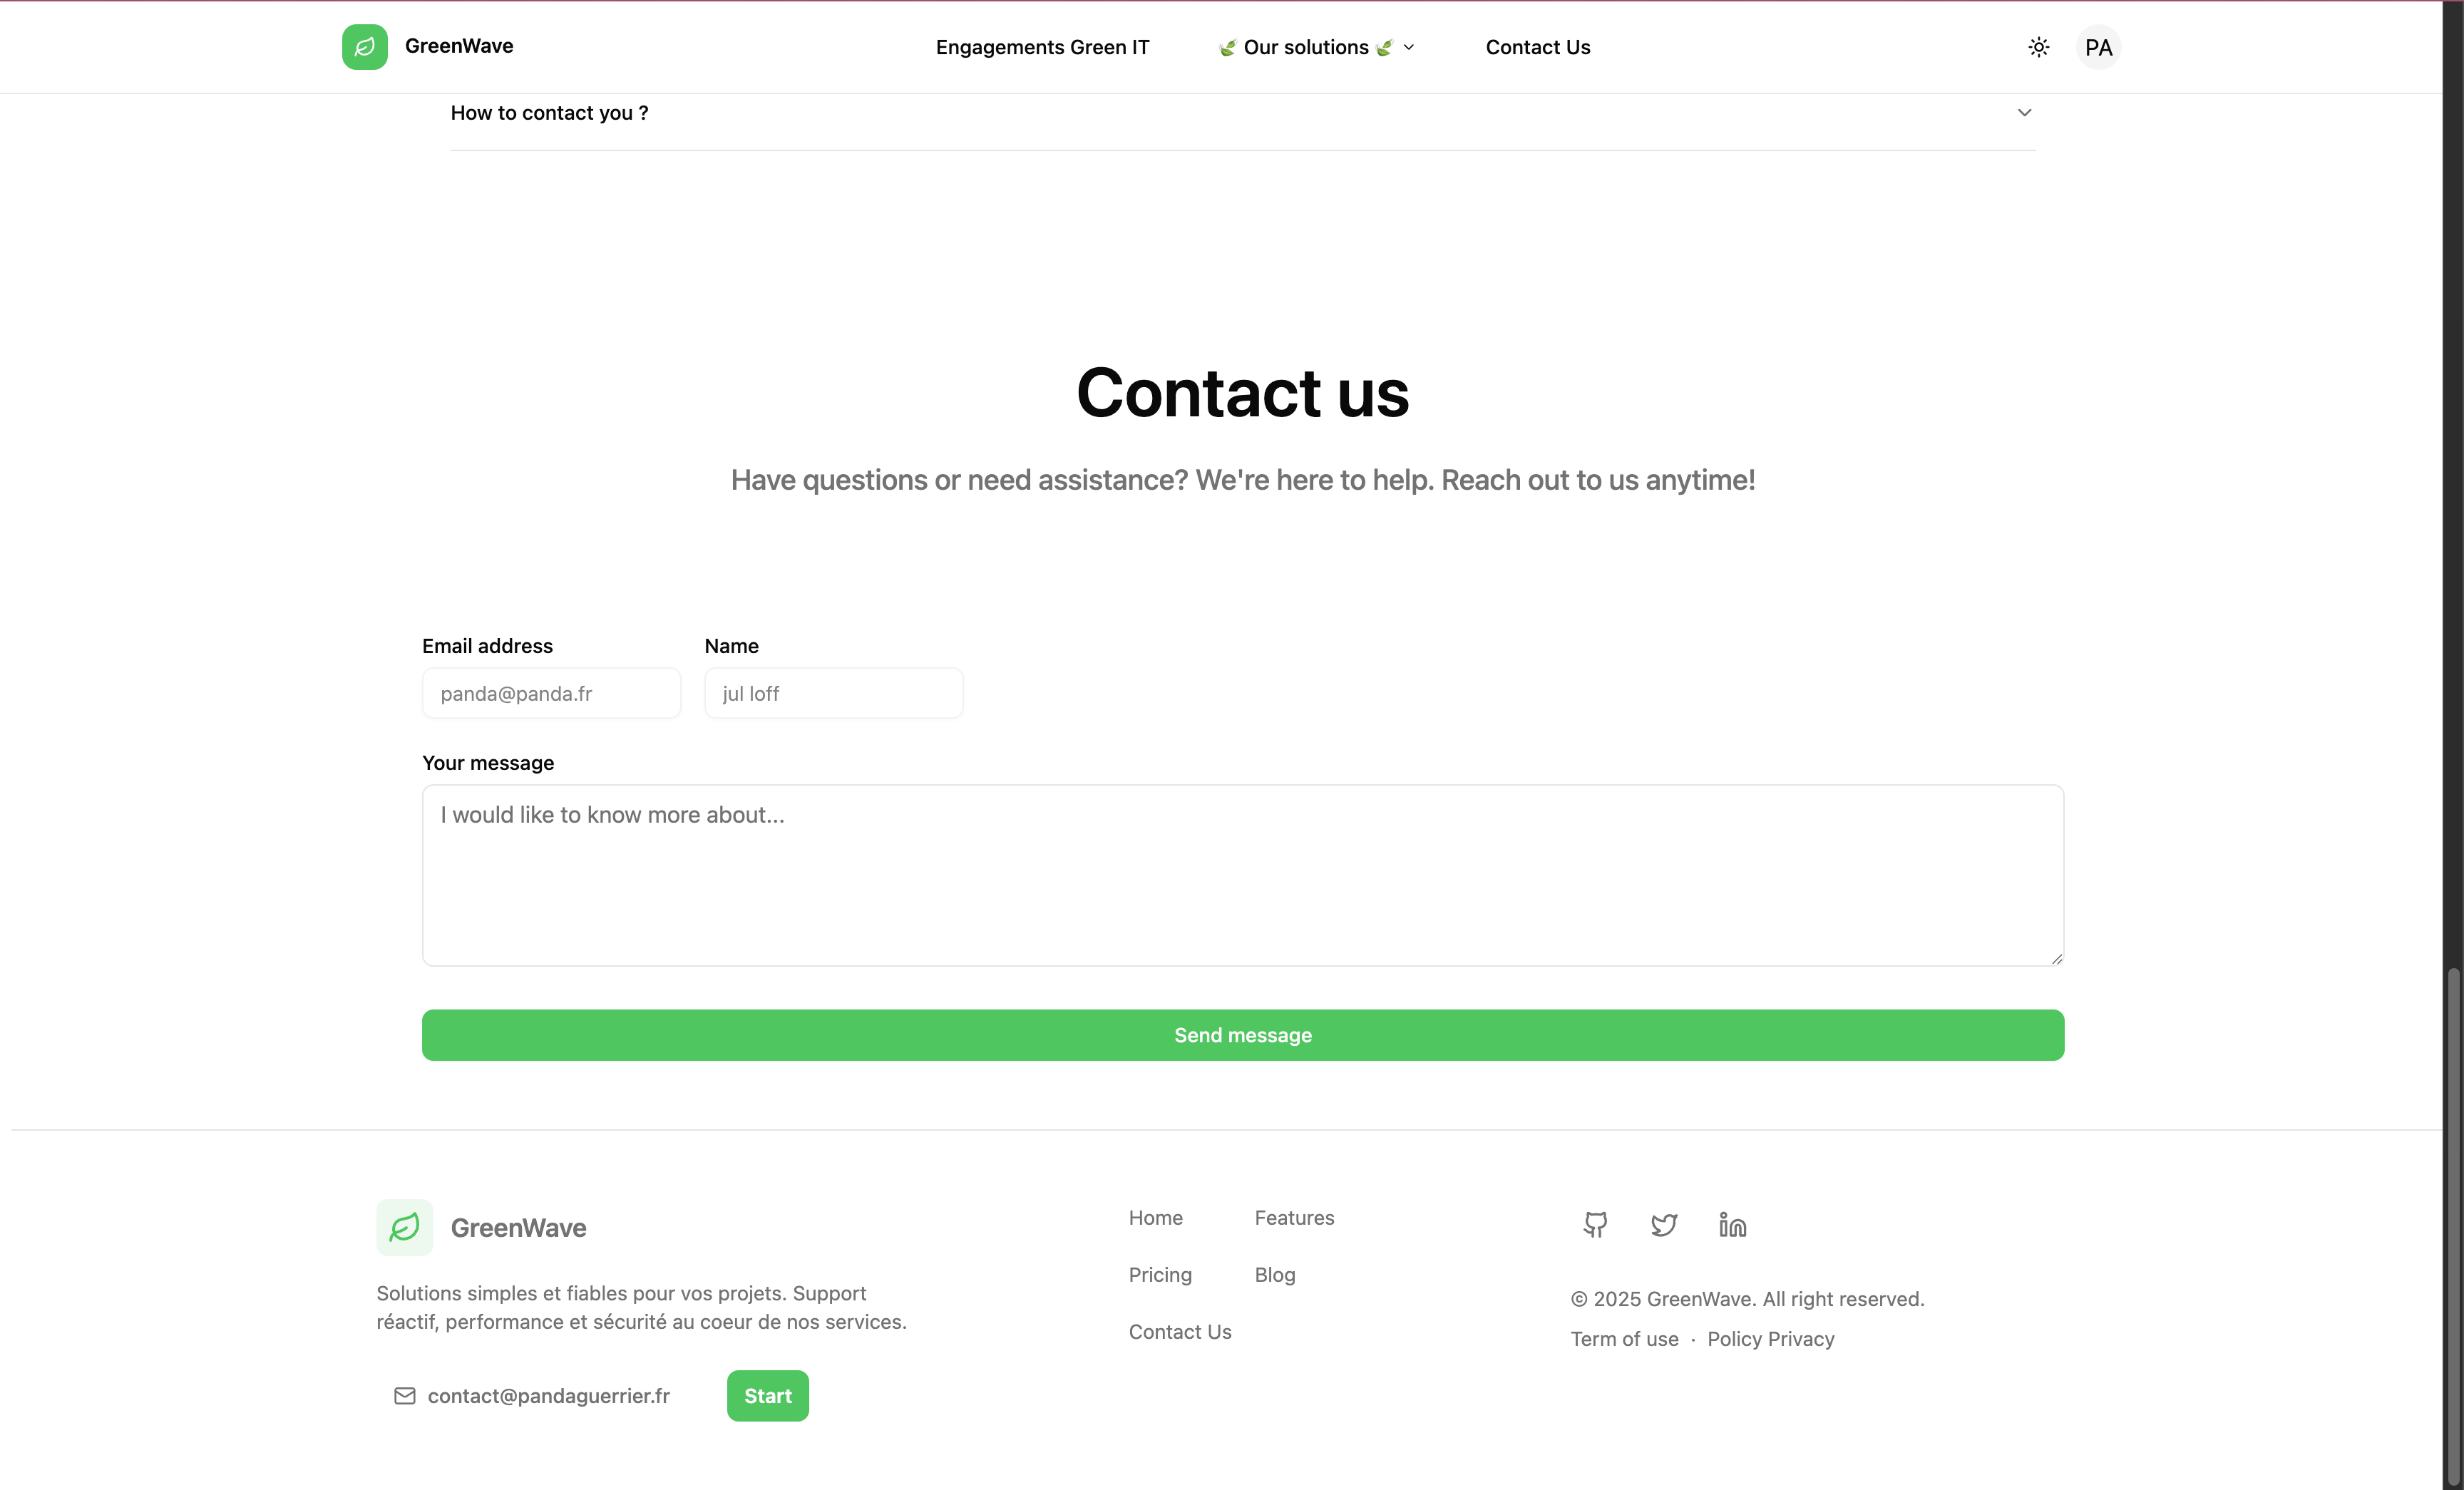 GreenWave
Engagements Green IT
🍃 Our solutions 🍃
Contact Us
PA
How to contact you ?
Contact us
Have questions or need assistance? We're here to help. Reach out to us anytime!
Email address
Name
panda@panda.fr
jul loff
Your message
I would like to know more about...
Send message
GreenWave
Solutions simples et fiables pour vos projets. Support
réactif, performance et sécurité au coeur de nos services.
contact@pandaguerrier.fr
Start
Home
Features
Pricing
Blog
Contact Us
© 2025 GreenWave. All right reserved.
Term of use · Policy Privacy